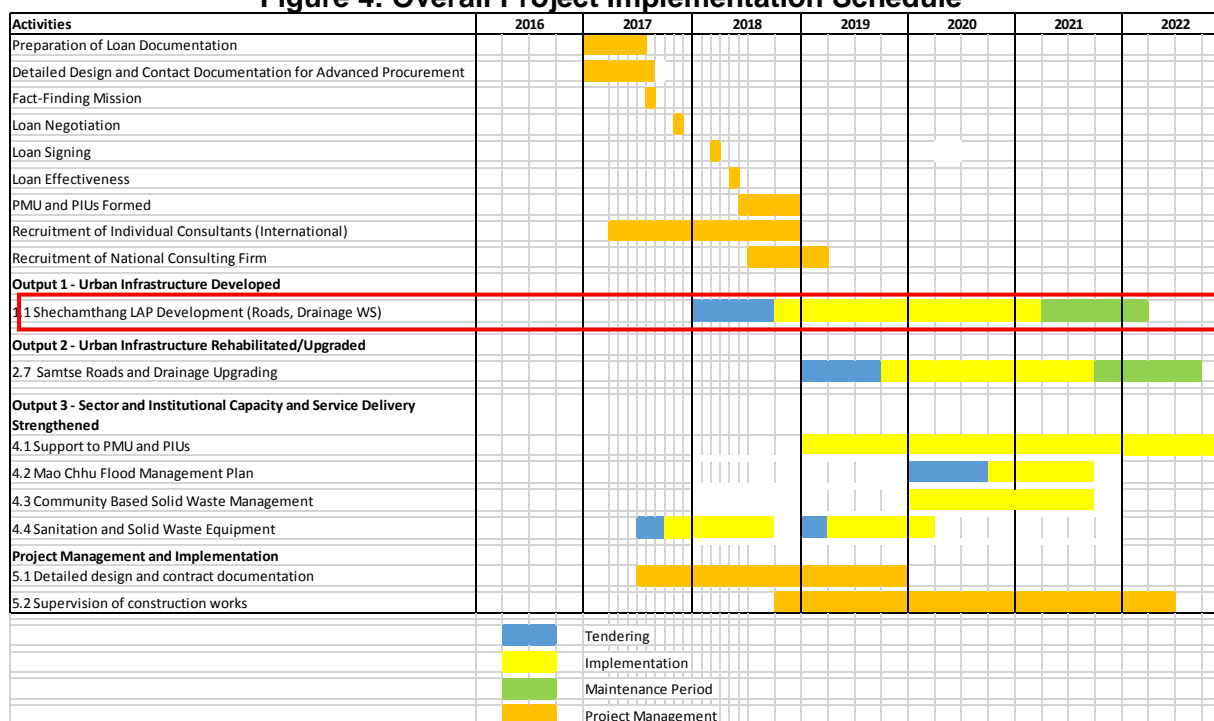 Figure 4: Overall Project Implementation Schedule
Activities 2016 2017 2018 2019 2020 2021 2022
Preparation of Loan Documentation
Detailed Design and Contact Documentation for Advanced Procurement
Fact-Finding Mission
Loan Negotiation
Loan Signing
Loan Effectiveness
PMU and PIUs Formed
Recruitment of Individual Consultants (International)
Recruitment of National Consulting Firm
Output 1 - Urban Infrastructure Developed
1.1 Shechamthang LAP Development (Roads, Drainage WS)
Output 2 - Urban Infrastructure Rehabilitated/Upgraded
2.7 Samtse Roads and Drainage Upgrading
Output 3 - Sector and Institutional Capacity and Service Delivery
Strengthened
4.1 Support to PMU and PIUs
4.2 Mao Chhu Flood Management Plan
4.3 Community Based Solid Waste Management
4.4 Sanitation and Solid Waste Equipment
Project Management and Implementation
5.1 Detailed design and contract documentation
5.2 Supervision of construction works
Tendering
Implementation
Maintenance Period
Project Management